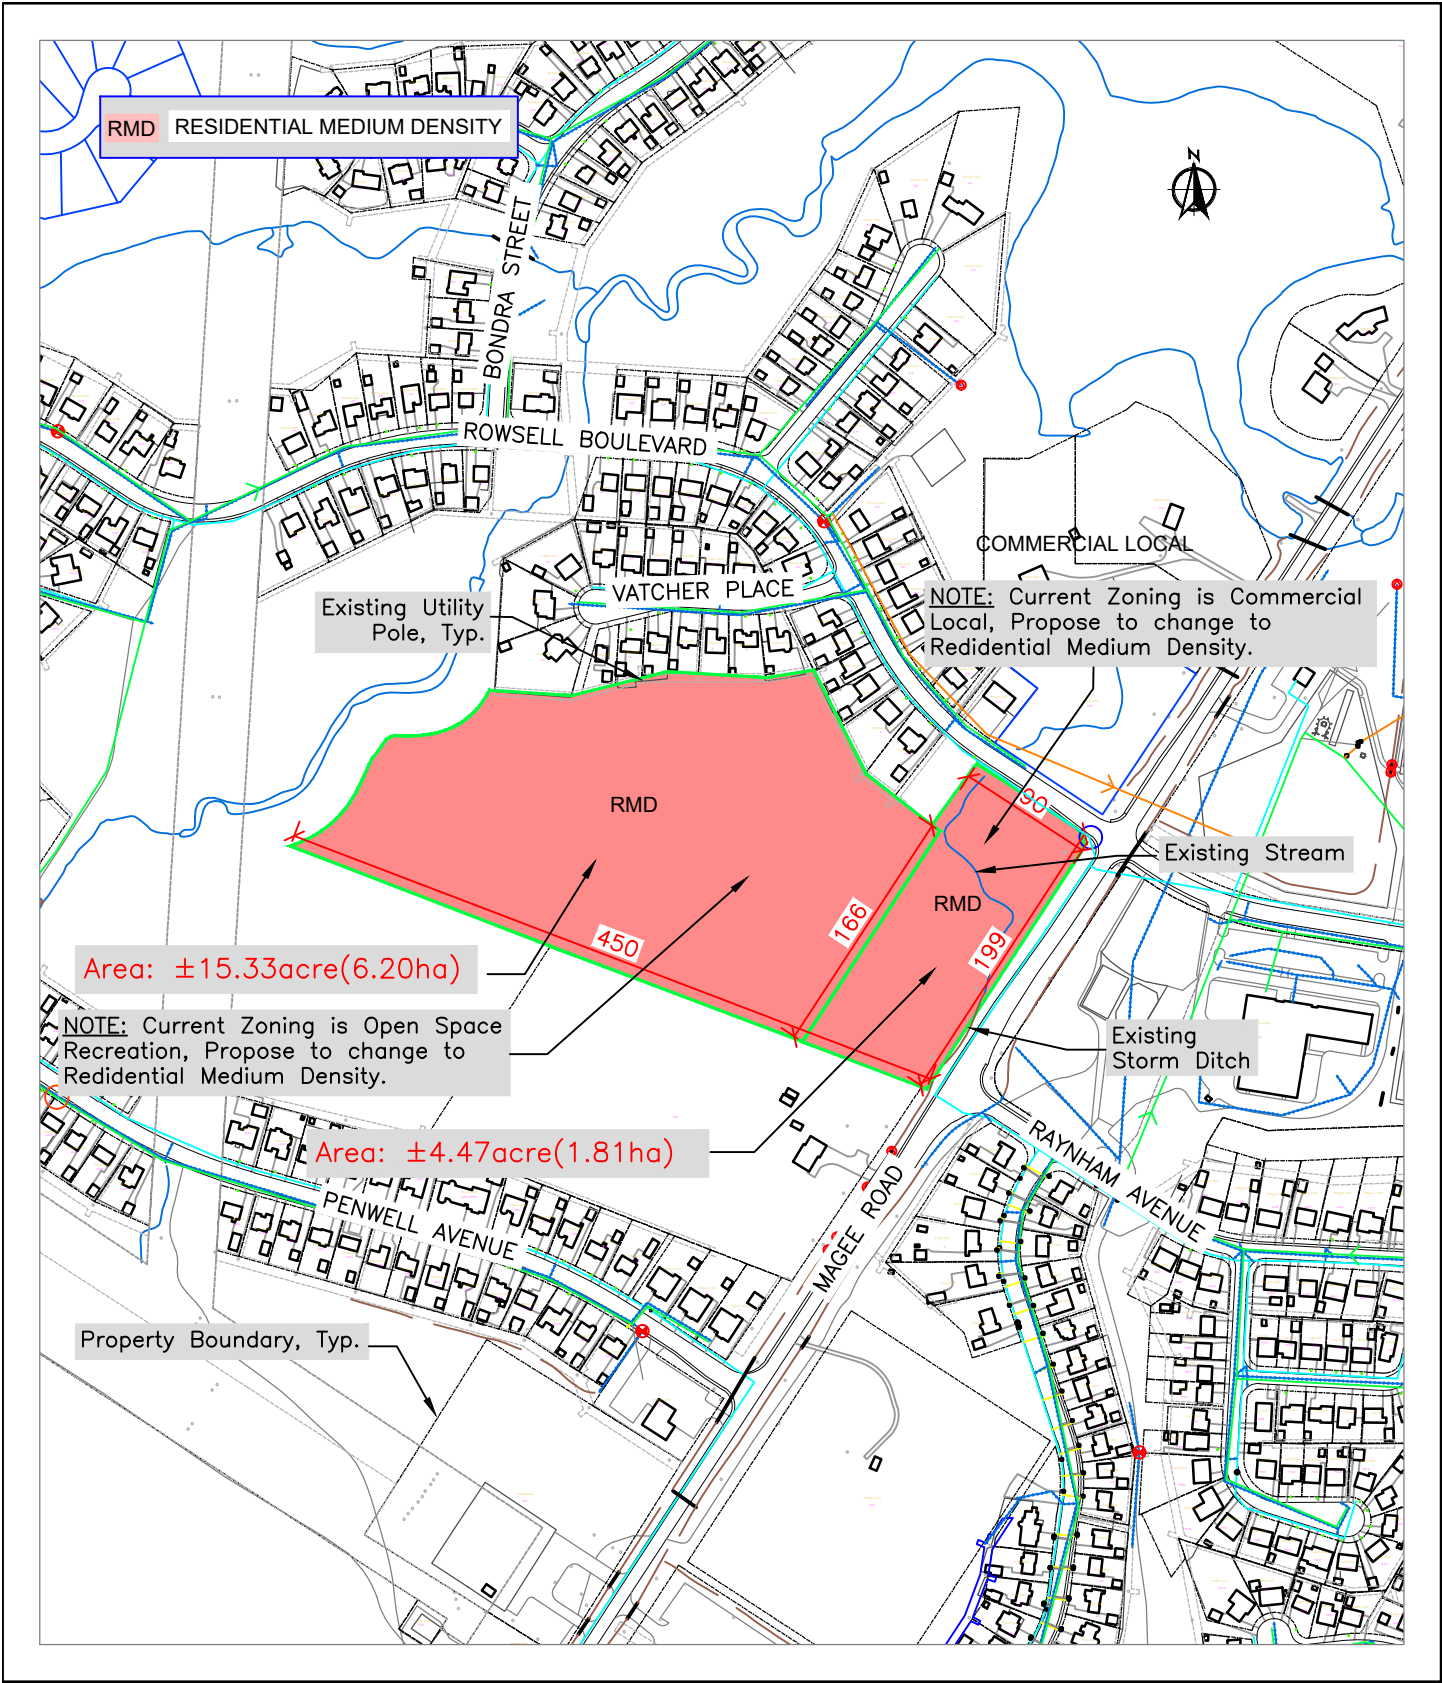 RMD RESIDENTIAL MEDIUM DENSITY
N
BONDRA STREET
ROWSELL BOULEVARD
VATCHER PLACE
COMMERCIAL LOCAL
Existing Utility
Pole, Typ.
NOTE: Current Zoning is Commercial
Local, Propose to change to
Redidential Medium Density.
RMD
90
Existing Stream
RMD
166
199
450
Area: ±15.33acre(6.20ha)
NOTE: Current Zoning is Open Space
Recreation, Propose to change to
Redidential Medium Density.
Existing
Storm Ditch
Area: ±4.47acre(1.81ha)
RAYNHAM AVENUE
MAGEE ROAD
PENWELL AVENUE
Property Boundary, Typ.